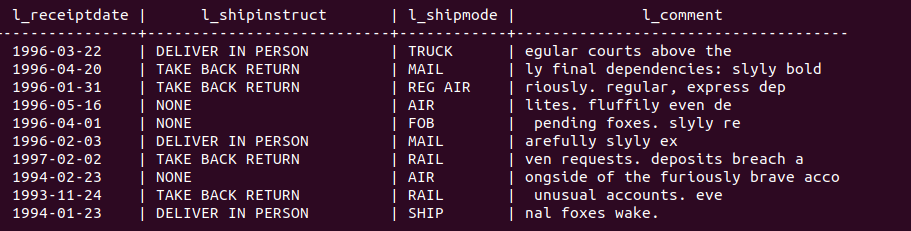 l_receiptdate | l_shipinstruct | l_shipmode | l_comment
---------------+---------------------------+------------+-------------------------------------
1996-03-22 | DELIVER IN PERSON | TRUCK | egular courts above the
1996-04-20 | TAKE BACK RETURN | MAIL | ly final dependencies: slyly bold
1996-01-31 | TAKE BACK RETURN | REG AIR | riously. regular, express dep
1996-05-16 | NONE | AIR | lites. fluffily even de
1996-04-01 | NONE | FOB | pending foxes. slyly re
1996-02-03 | DELIVER IN PERSON | MAIL | arefully slyly ex
1997-02-02 | TAKE BACK RETURN | RAIL | ven requests. deposits breach a
1994-02-23 | NONE | AIR | ongside of the furiously brave acco
1993-11-24 | TAKE BACK RETURN | RAIL | unusual accounts. eve
1994-01-23 | DELIVER IN PERSON | SHIP | nal foxes wake.